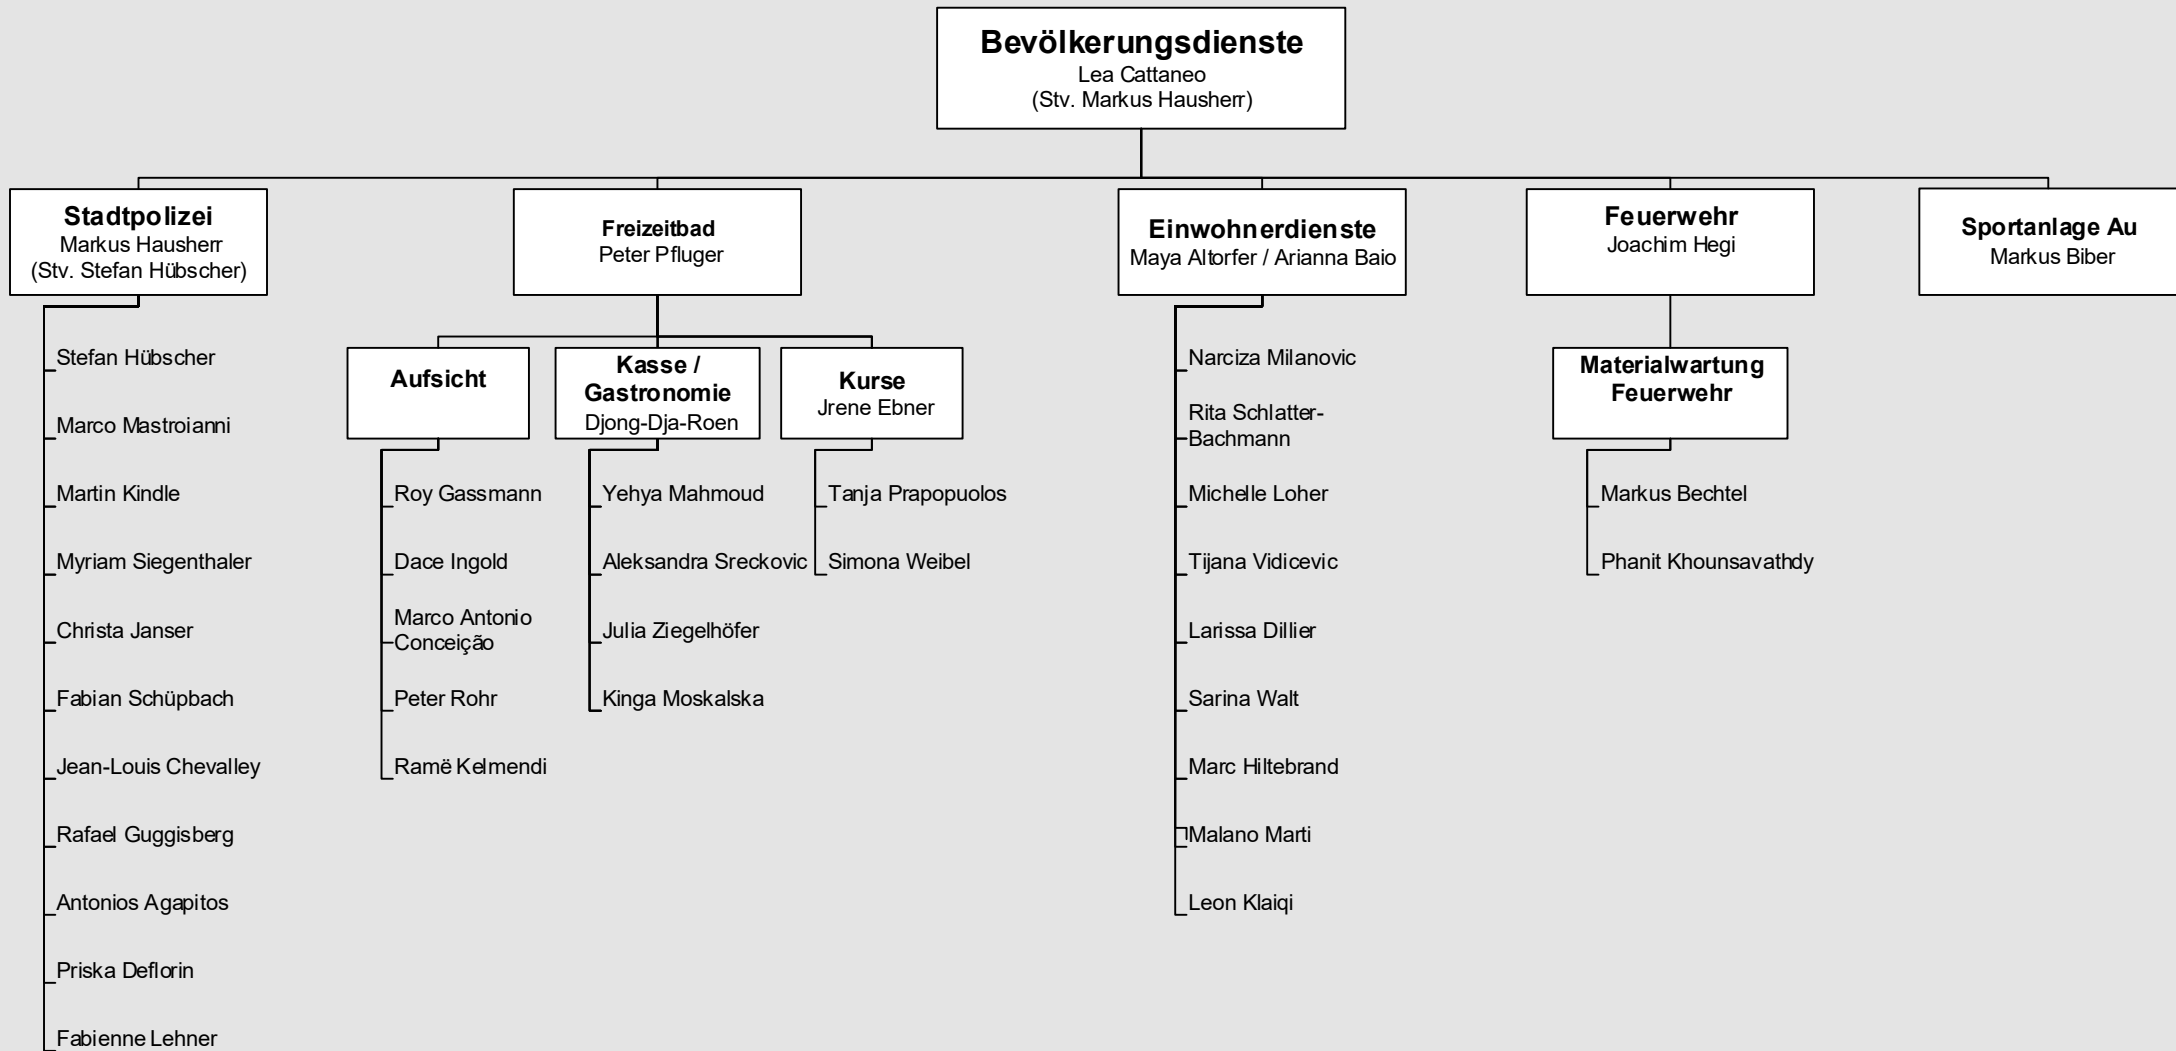 Bevölkerungsdienste
Lea Cattaneo
(Stv. Markus Hausherr)
Stadtpolizei
Markus Hausherr
(Stv. Stefan Hübscher)
Stefan Hübscher
Marco Mastroianni
Martin Kindle
Myriam Siegenthaler
Christa Janser
Fabian Schüpbach
Jean-Louis Chevalley
Rafael Guggisberg
Antonios Agapitos
Priska Deflorin
Fabienne Lehner
Freizeitbad
Peter Pfluger
Aufsicht
Roy Gassmann
Dace Ingold
Marco Antonio
Conceição
Peter Rohr
Ramë Kelmendi
Kasse /
Gastronomie
Djong-Dja-Roen
Yehya Mahmoud
Aleksandra Sreckovic
Julia Ziegelhöfer
Kinga Moskalska
Kurse
Jrene Ebner
Tanja Prapopuolos
Simona Weibel
Einwohnerdienste
Maya Altorfer / Arianna Baio
Narciza Milanovic
Rita Schlatter-
Bachmann
Michelle Loher
Tijana Vidicevic
Larissa Dillier
Sarina Walt
Marc Hiltebrand
Malano Marti
Leon Klaiqi
Feuerwehr
Joachim Hegi
Materialwartung
Feuerwehr
Markus Bechtel
Phanit Khounsavathdy
Sportanlage Au
Markus Biber